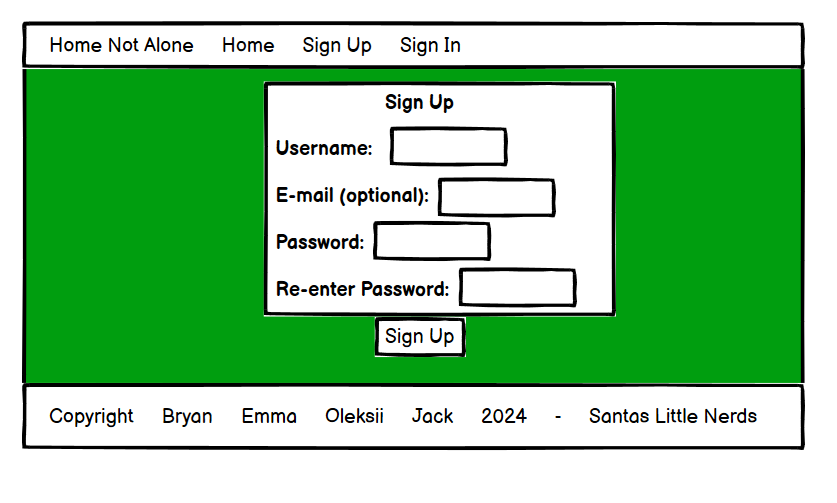 Home Not Alone Home Sign Up Sign In
Sign Up
Username:
E-mail (optional):
Password:
Re-enter Password:
Sign Up
Copyright Bryan Emma Oleksii Jack 2024 - Santas Little Nerds